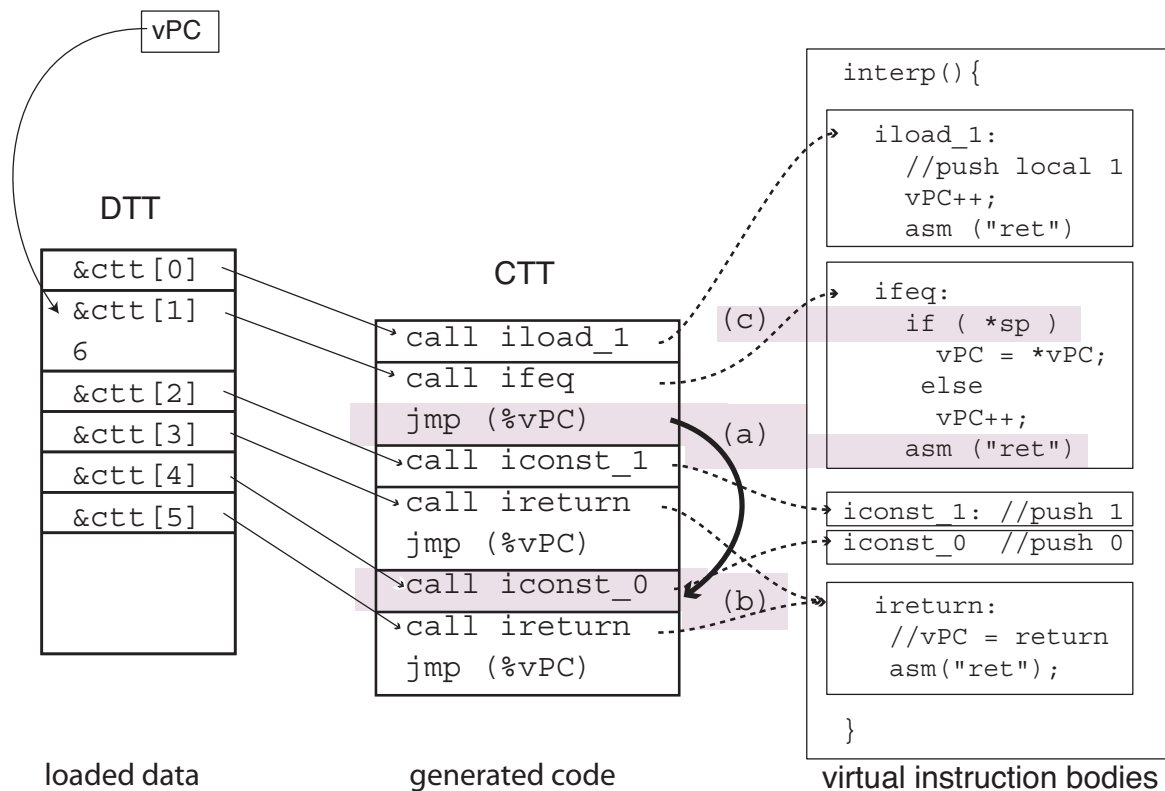 vPC
DTT
&ctt[0]
&ctt[1]
6
&ctt[2]
&ctt[3]
&ctt[4]
&ctt[5]
loaded data
CTT
call iload_1
call ifeq
jmp (%vPC)
call iconst_1
call ireturn
jmp (%vPC)
call iconst_0
call ireturn
jmp (%vPC)
generated code
(c)
(a)
(b)
interp(){
iload_1:
//push local 1
vPC++;
asm ("ret")
ifeq:
if ( *sp )
vPC = *vPC;
else
vPC++;
asm ("ret")
iconst_1: //push 1
iconst_0 //push 0
ireturn:
//vPC = return
asm("ret");
}
virtual instruction bodies